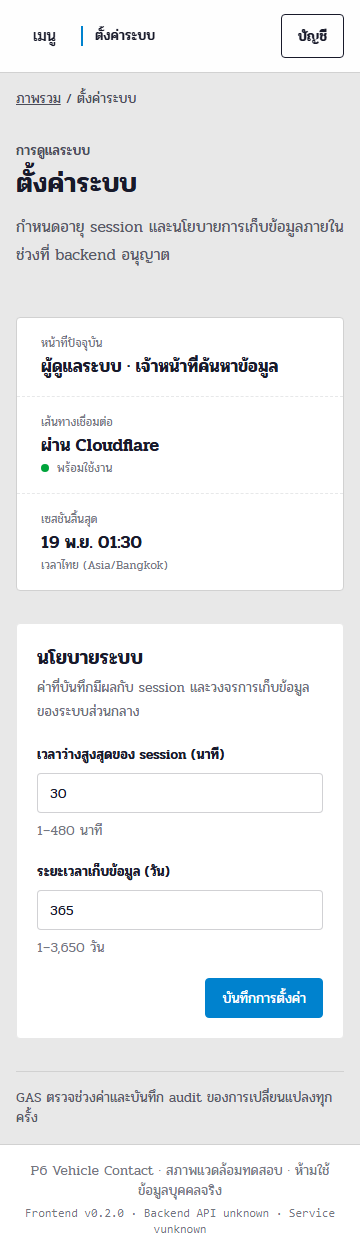 เมนู
ตั้งค่าระบบ
บัญชี
ภาพรวม / ตั้งค่าระบบ
การดูแลระบบ
ตั้งค่าระบบ
กำหนดอายุ session และนโยบายการเก็บข้อมูลภายใน
ช่วงที่ backend อนุญาต
หน้าที่ปัจจุบัน
ผู้ดูแลระบบ · เจ้าหน้าที่ค้นหาข้อมูล
เส้นทางเชื่อมต่อ
ผ่าน Cloudflare
พร้อมใช้งาน
เซสชันสิ้นสุด
19 พ.ย. 01:30
เวลาไทย (Asia/Bangkok)
นโยบายระบบ
ค่าที่บันทึกมีผลกับ session และวงจรการเก็บข้อมูล
ของระบบส่วนกลาง
เวลาว่างสูงสุดของ session (นาที)
30
1–480 นาที
ระยะเวลาเก็บข้อมูล (วัน)
365
1–3,650 วัน
บันทึกการตั้งค่า
GAS ตรวจช่วงค่าและบันทึก audit ของการเปลี่ยนแปลงทุก
ครั้ง
P6 Vehicle Contact · สภาพแวดล้อมทดสอบ · ห้ามใช้
ข้อมูลบุคคลจริง
Frontend v0.2.0 · Backend API unknown · Service
vunknown